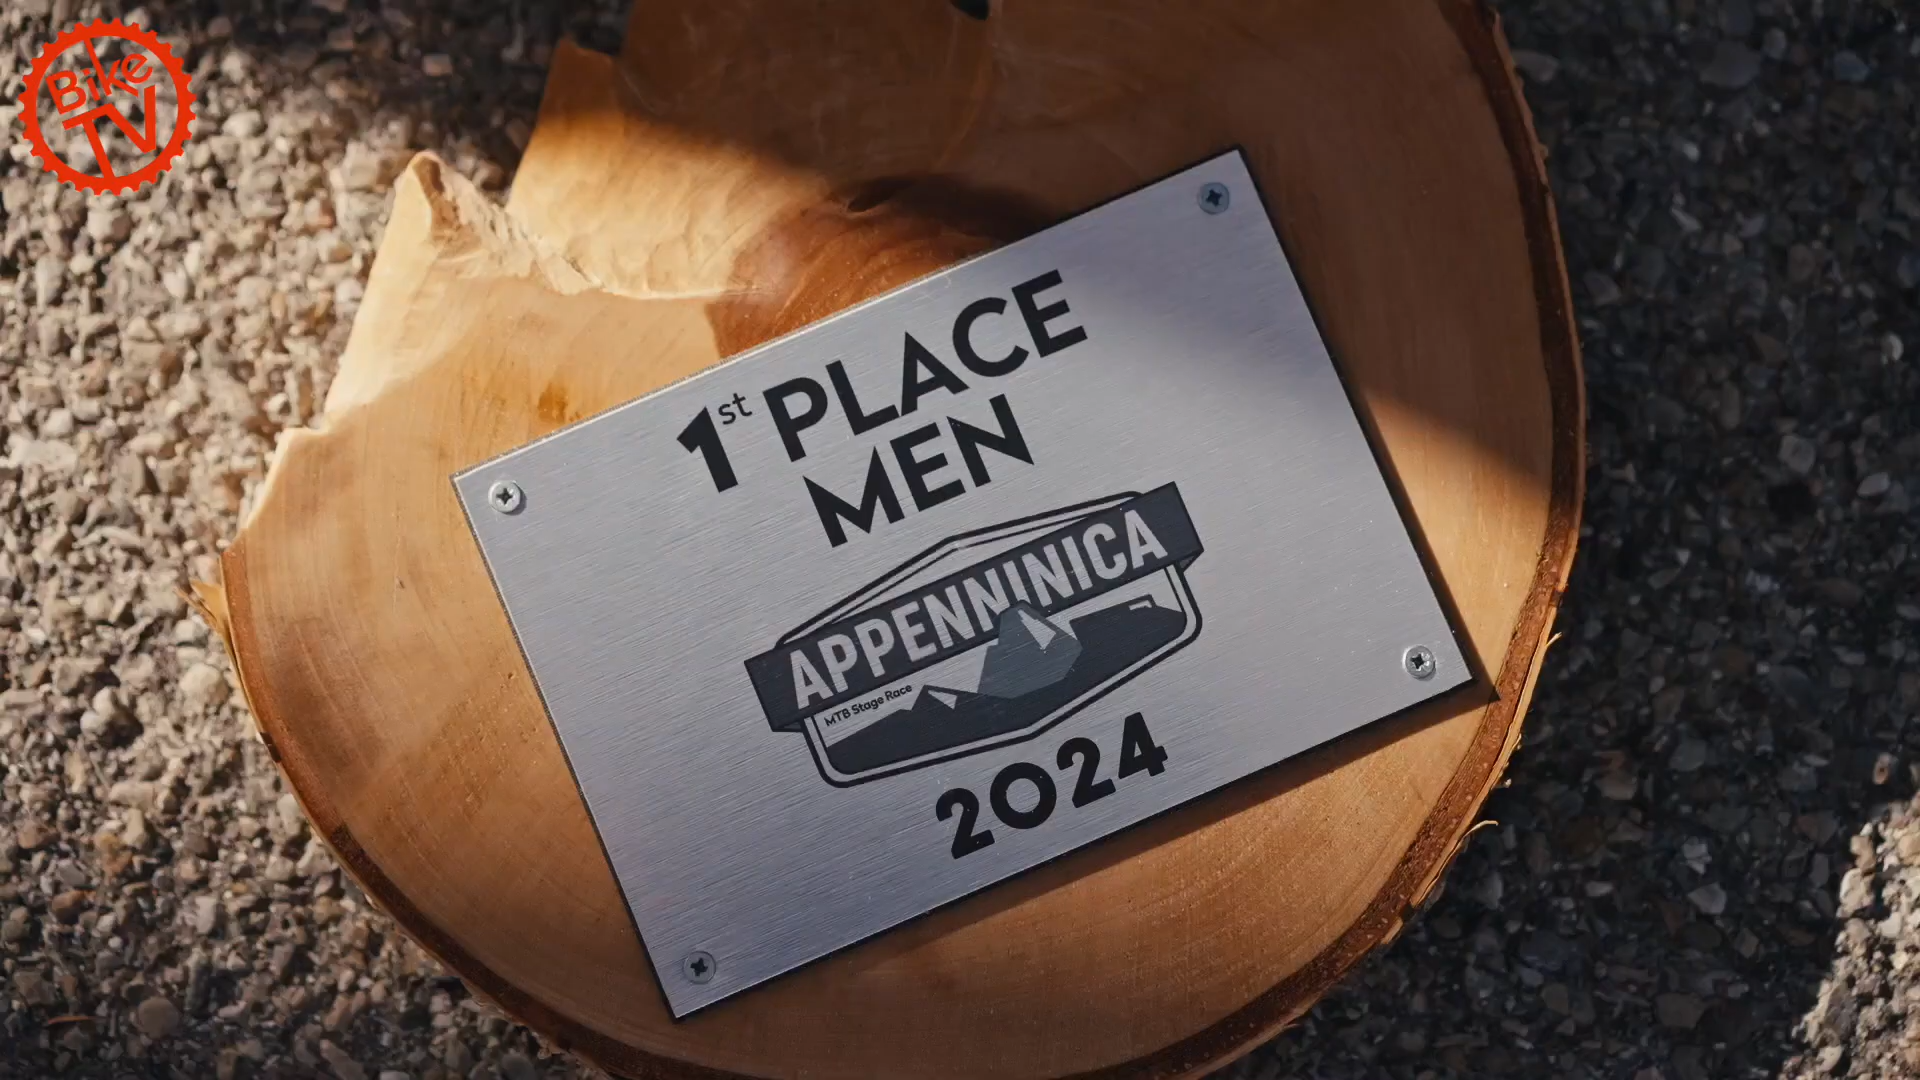 Bike
TV
1st PLACE
MEN
APPENNINICA
MTB Stage Race
2024